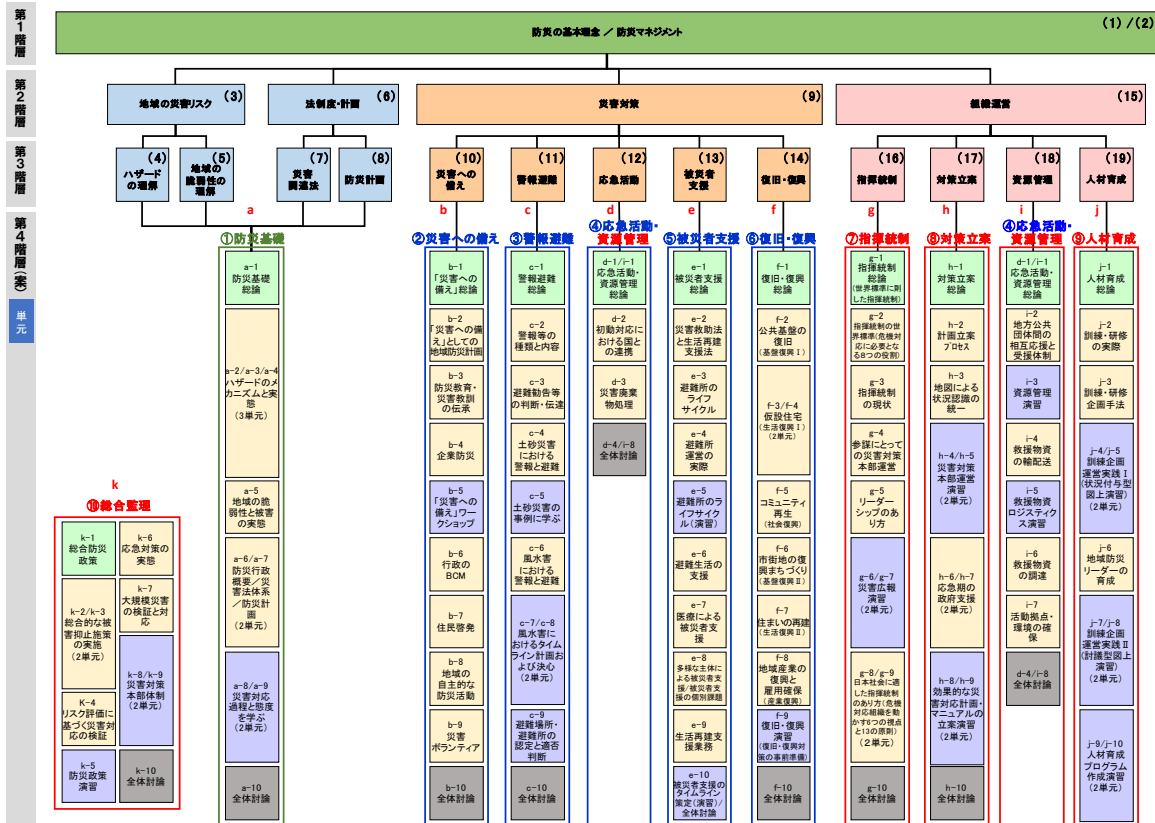 第1階層
防災の基本理念 ／ 防災マネジメント
(1) /(2)
第2階層
地域の災害リスク
(3)
法制度・計画
(6)
災害対策
(9)
組織運営
(15)
第3階層
(4)
ハザード
の理解
(5)
地域の
脆弱性の
理解
(7)
災害
関連法
(8)
防災計画
(10)
災害への
備え
(11)
警報避難
(12)
応急活動
(13)
被災者
支援
(14)
復旧・復興
(16)
指揮統制
(17)
対策立案
(18)
資源管理
(19)
人材育成
第4階層(案)
単元
a
①防災基礎
a-1
防災基礎
総論
a-2/a-3/a-4
ハザードのメ
カニズムと実
態
(3単元)
a-5
地域の脆
弱性と被害
の実態
a-6/a-7
防災行政
概要／災
害法体系
／防災計
画
(2単元)
a-8/a-9
災害対応
過程と態度
を学ぶ
(2単元)
a-10
全体討論
b
②災害への備え
b-1
「災害への
備え」総論
b-2
「災害への備
え」としての
地域防災計画
b-3
防災教育・
災害教訓
の伝承
b-4
企業防災
b-5
「災害への
備え」ワーク
ショップ
b-6
行政の
BCM
b-7
住民啓発
b-8
地域の
自主的な
防災活動
b-9
災害
ボランティア
b-10
全体討論
c
③警報避難
c-1
警報避難
総論
c-2
警報等の
種類と内容
c-3
避難勧告等
の判断・伝達
c-4
土砂災害
における
警報と避難
c-5
土砂災害の
事例に学ぶ
c-6
風水害
における
警報と避難
c-7/c-8
風水害に
おけるタイム
ライン計画お
よび決心
(2単元)
c-9
避難場所・
避難所の
認定と適否
判断
c-10
全体討論
d
④応急活動・
資源管理
d-1/i-1
応急活動・
資源管理
総論
d-2
初動対応に
おける国と
の連携
d-3
災害廃棄
物処理
d-4/i-8
全体討論
e
⑤被災者支援
e-1
被災者支援
総論
e-2
災害救助法
と生活再建
支援法
e-3
避難所の
ライフ
サイクル
e-4
避難所
運営の
実際
e-5
避難所のラ
イフサイク
ル（演習）
e-6
避難生活の
支援
e-7
医療による
被災者支
援
e-8
多様な主体に
よる被災者支
援/被災者支
援の個別課題
e-9
生活再建支
援業務
e-10
被災者支援の
タイムライン
策定(演習)/
全体討論
f
⑥復旧・復興
f-1
復旧・復興
総論
f-2
公共基盤の
復旧
(基盤復興Ⅰ)
f-3/f-4
仮設住宅
(生活復興Ⅰ)
(2単元)
f-5
コミュニティ
再生
(社会復興)
f-6
市街地の復
興まちづくり
(基盤復興Ⅱ)
f-7
住まいの再建
(生活復興Ⅱ)
f-8
地域産業の
復興と
雇用確保
(産業復興)
f-9
復旧・復興
演習
(復旧・復興対
策の事前準備)
f-10
全体討論
g
⑦指揮統制
g-1
指揮統制
総論
(世界標準に則
した指揮統制)
g-2
指揮統制の世
界標準(危機対
応に必要とな
る8つの役割)
g-3
指揮統制
の現状
g-4
参謀にとって
の災害対策
本部運営
g-5
リーダー
シップのあ
り方
g-6/g-7
災害広報
演習
(2単元)
g-8/g-9
日本社会に適
した指揮統制
のあり方(危機
対応組織を動
かす6つの視点
と13の原則)
(２単元)
g-10
全体討論
h
⑧対策立案
h-1
対策立案
総論
h-2
計画立案
プロセス
h-3
地図による
状況認識の
統一
h-4/h-5
災害対策
本部運営
演習
(2単元)
h-6/h-7
応急期の
政府支援
(2単元)
h-8/h-9
効果的な災
害対応計画・
マニュアルの
立案演習
(2単元)
h-10
全体討論
i
④応急活動・
資源管理
d-1/i-1
応急活動・
資源管理
総論
i-2
地方公共
団体間の
相互応援と
受援体制
i-3
資源管理
演習
i-4
救援物資
の輸配送
i-5
救援物資
ロジスティク
ス演習
i-6
救援物資
の調達
i-7
活動拠点・
環境の確
保
d-4/i-8
全体討論
j
⑨人材育成
j-1
人材育成
総論
j-2
訓練・研修
の実際
j-3
訓練・研修
企画手法
j-4/j-5
訓練企画
運営実践Ⅰ
(状況付与型
図上演習)
(2単元)
j-6
地域防災
リーダー
の育成
j-7/j-8
訓練企画
運営実践Ⅱ
(討議型図上
演習)
(2単元)
j-9/j-10
人材育成
プログラム
作成演習
(2単元)
k
⑩総合監理
k-1
総合防災
政策
k-2/k-3
総合的な被
害抑止施策
の実施
(2単元)
K-4
リスク評価に
基づく災害対
応の検証
k-5
防災政策
演習
k-6
応急対策の
実態
k-7
大規模災害
の検証と対
応
k-8/k-9
災害対策
本部体制
(2単元)
k-10
全体討論